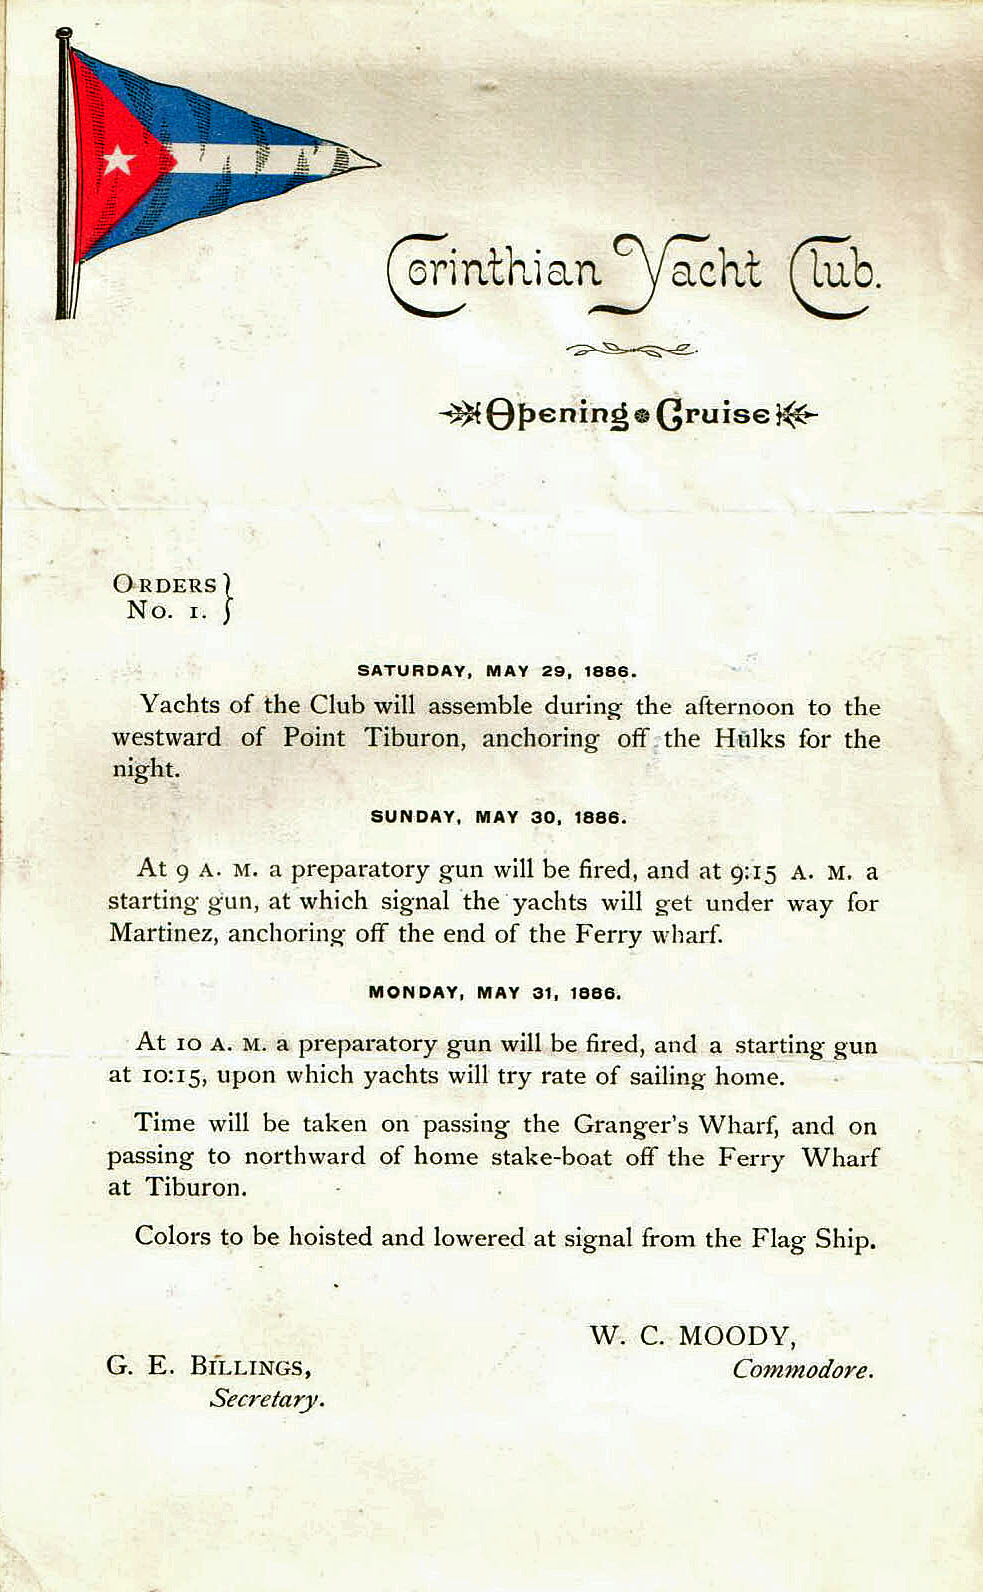 Corinthian Yacht Club.
Opening Cruise
ORDERS }
No. 1. }
SATURDAY, MAY 29, 1886.
Yachts of the Club will assemble during the afternoon to the
westward of Point Tiburon, anchoring off the Hulks for the
night.
SUNDAY, MAY 30, 1886.
At 9 A. M. a preparatory gun will be fired, and at 9:15 A. M. a
starting gun, at which signal the yachts will get under way for
Martinez, anchoring off the end of the Ferry wharf.
MONDAY, MAY 31, 1886.
At 10 A. M. a preparatory gun will be fired, and a starting gun
at 10:15, upon which yachts will try rate of sailing home.
Time will be taken on passing the Granger's Wharf, and on
passing to northward of home stake-boat off the Ferry Wharf
at Tiburon.
Colors to be hoisted and lowered at signal from the Flag Ship.
W. C. MOODY,
Commodore.
G. E. BILLINGS,
Secretary.